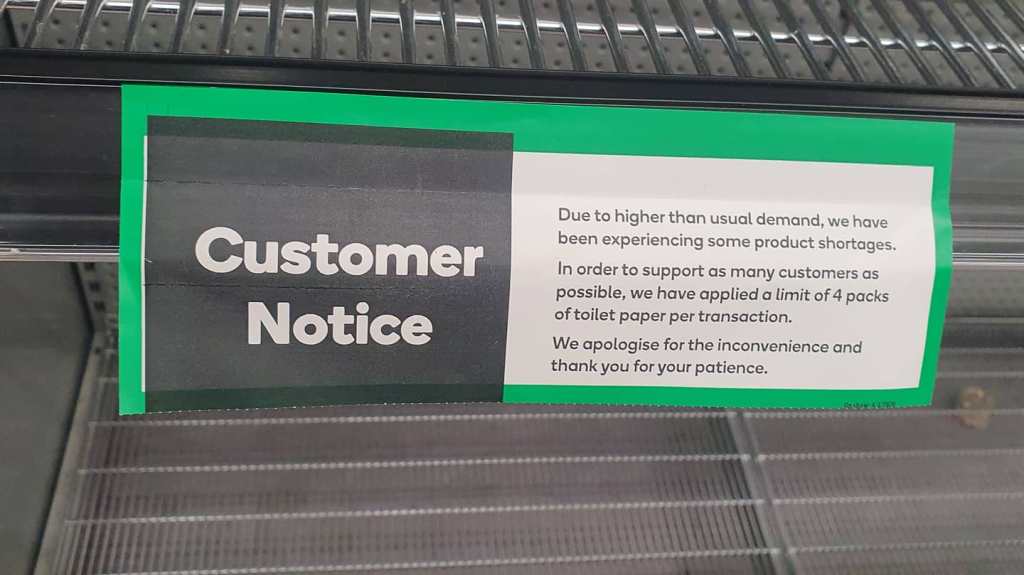 Customer
Notice
Due to higher than usual demand, we have
been experiencing some product shortages.
In order to support as many customers as
possible, we have applied a limit of 4 packs
of toilet paper per transaction.
We apologise for the inconvenience and
thank you for your patience.